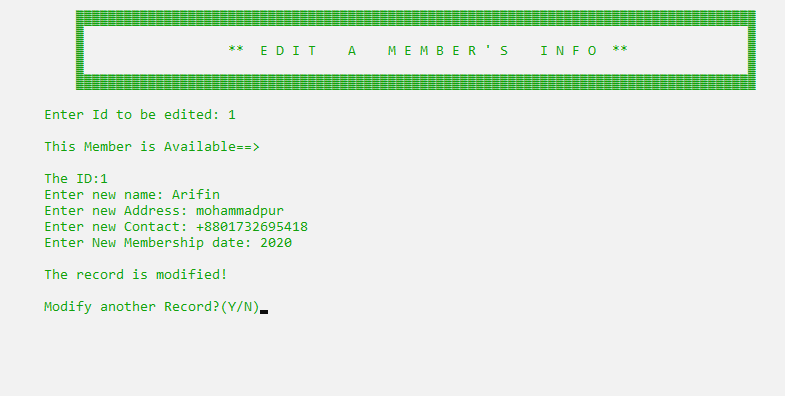 ** E D I T   A   M E M B E R ' S   I N F O **
Enter Id to be edited: 1
This Member is Available==>
The ID:1
Enter new name: Arifin
Enter new Address: mohammadpur
Enter new Contact: +8801732695418
Enter New Membership date: 2020
The record is modified!
Modify another Record?(Y/N)